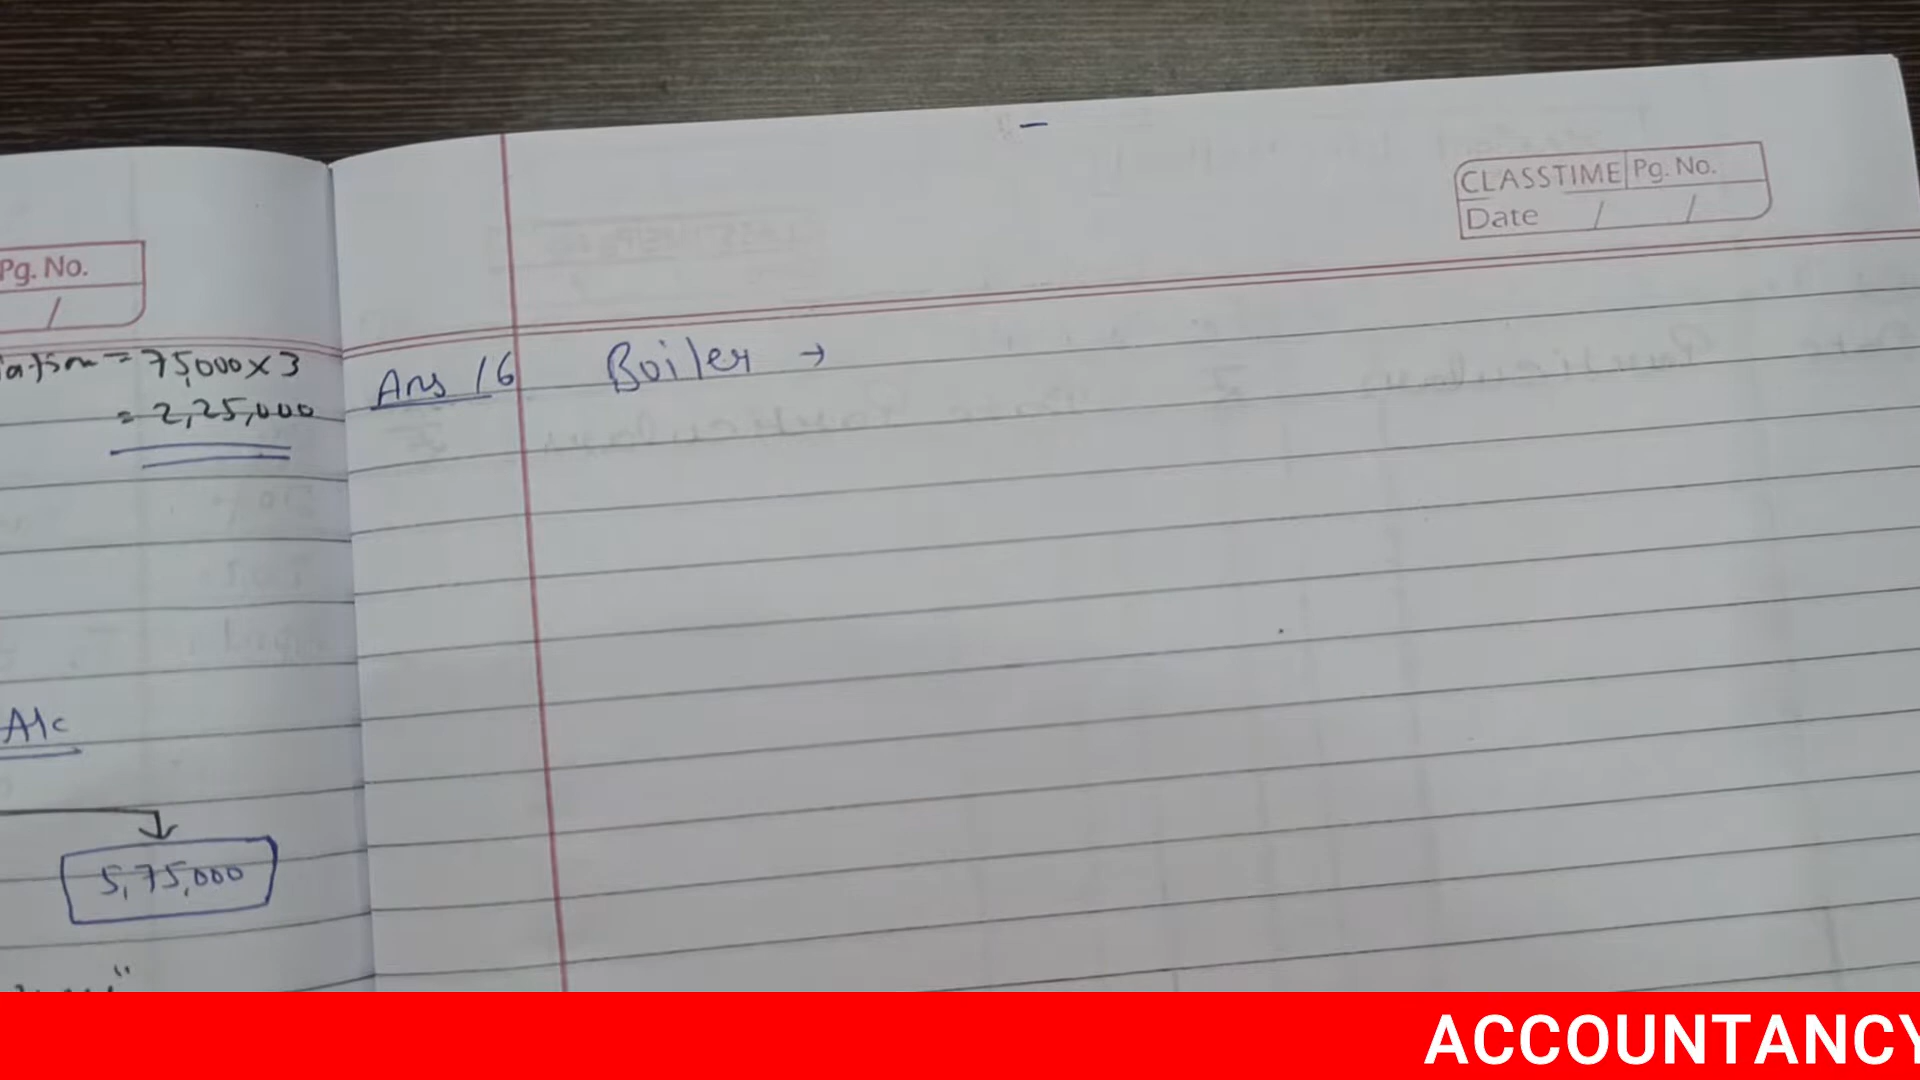 Pg. No.
/
= 75,000 x 3
= 2,25,000
A/c
5,75,000
CLASSTIME Pg. No.
Date / /
Ans 16 Boiler →
ACCOUNTANCY